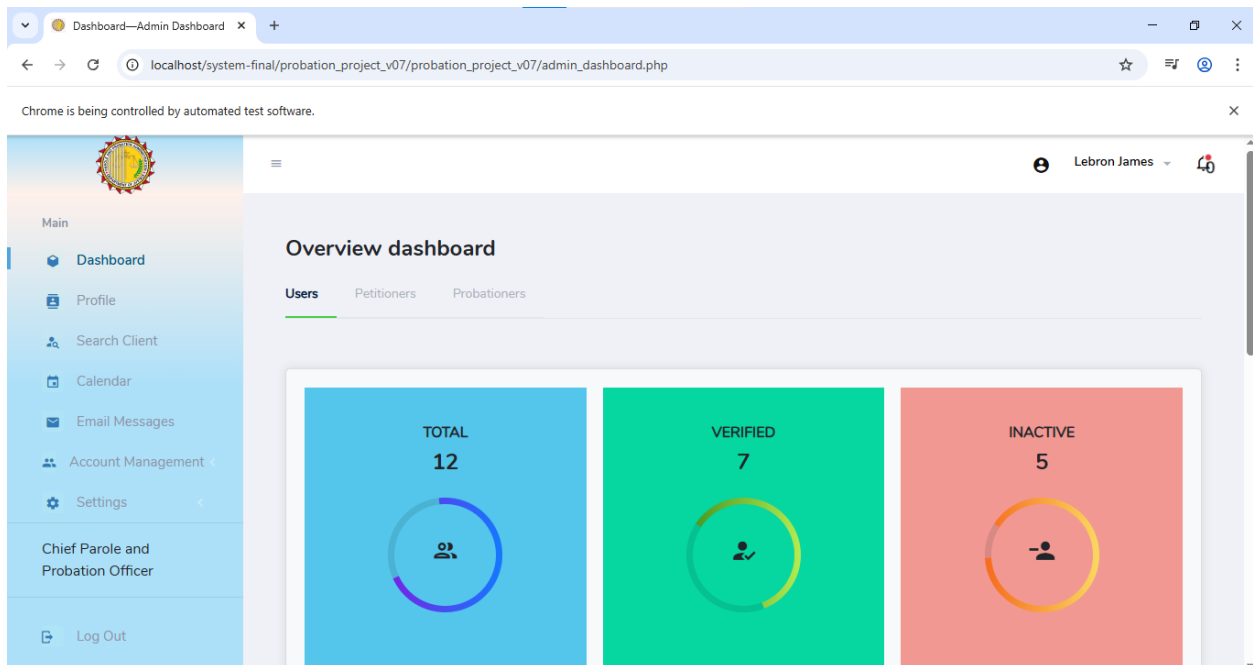 Dashboard—Admin Dashboard
localhost/system-final/probation_project_v07/probation_project_v07/admin_dashboard.php
Chrome is being controlled by automated test software.
Lebron James
0
Main
Dashboard
Profile
Search Client
Calendar
Email Messages
Account Management
Settings
Chief Parole and
Probation Officer
Log Out
Overview dashboard
Users Petitioners Probationers
TOTAL
12
VERIFIED
7
INACTIVE
5